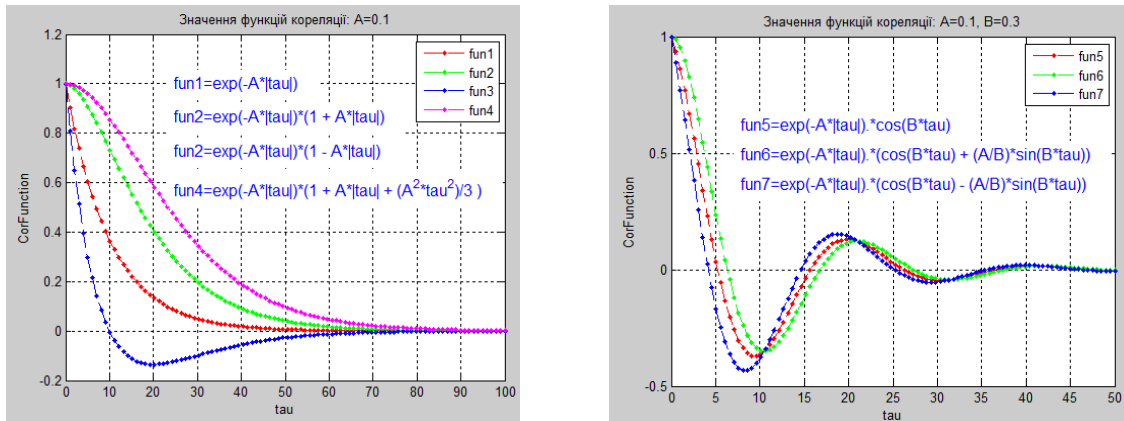 Значення функцій кореляції: A=0.1
CorFunction
1.2
1
0.8
0.6
0.4
0.2
0
-0.2
fun1=exp(-A*|tau|)
fun2=exp(-A*|tau|)*(1 + A*|tau|)
fun2=exp(-A*|tau|)*(1 - A*|tau|)
fun4=exp(-A*|tau|)*(1 + A*|tau| + (A²*tau²)/3 )
fun1
fun2
fun3
fun4
0 10 20 30 40 50 60 70 80 90 100
tau
Значення функцій кореляції: A=0.1, B=0.3
CorFunction
1
0.5
0
-0.5
fun5
fun6
fun7
fun5=exp(-A*|tau|).*cos(B*tau)
fun6=exp(-A*|tau|).*(cos(B*tau) + (A/B)*sin(B*tau))
fun7=exp(-A*|tau|).*(cos(B*tau) - (A/B)*sin(B*tau))
0 5 10 15 20 25 30 35 40 45 50
tau